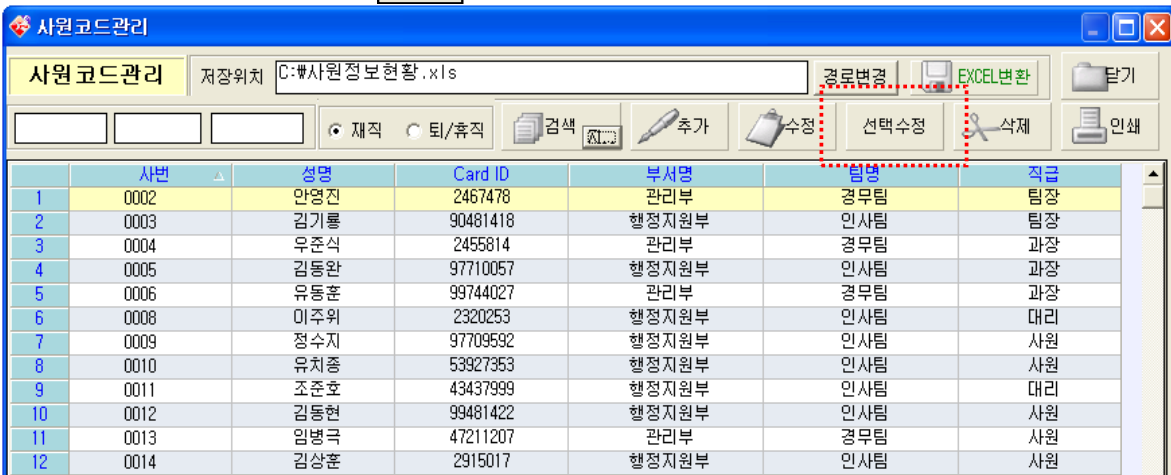 사원코드관리
사원코드관리 저장위치 C:₩사원정보현황.xls 경로변경 EXCEL변환 닫기
재직 퇴/휴직 검색 추가 수정 선택수정 삭제 인쇄
사번 성명 Card ID 부서명 팀명 직급
1 0002 안영진 2467478 관리부 경무팀 팀장
2 0003 김기룡 90481418 행정지원부 인사팀 팀장
3 0004 우준식 2455814 관리부 경무팀 과장
4 0005 김동완 97710057 행정지원부 인사팀 과장
5 0006 유동훈 99744027 관리부 경무팀 과장
6 0008 이주위 2320253 행정지원부 인사팀 대리
7 0009 정수지 97709592 행정지원부 인사팀 사원
8 0010 유치종 53927353 행정지원부 인사팀 사원
9 0011 조준호 43437999 행정지원부 인사팀 대리
10 0012 김동현 99481422 행정지원부 인사팀 사원
11 0013 임병극 47211207 관리부 경무팀 사원
12 0014 김상훈 2915017 행정지원부 인사팀 사원